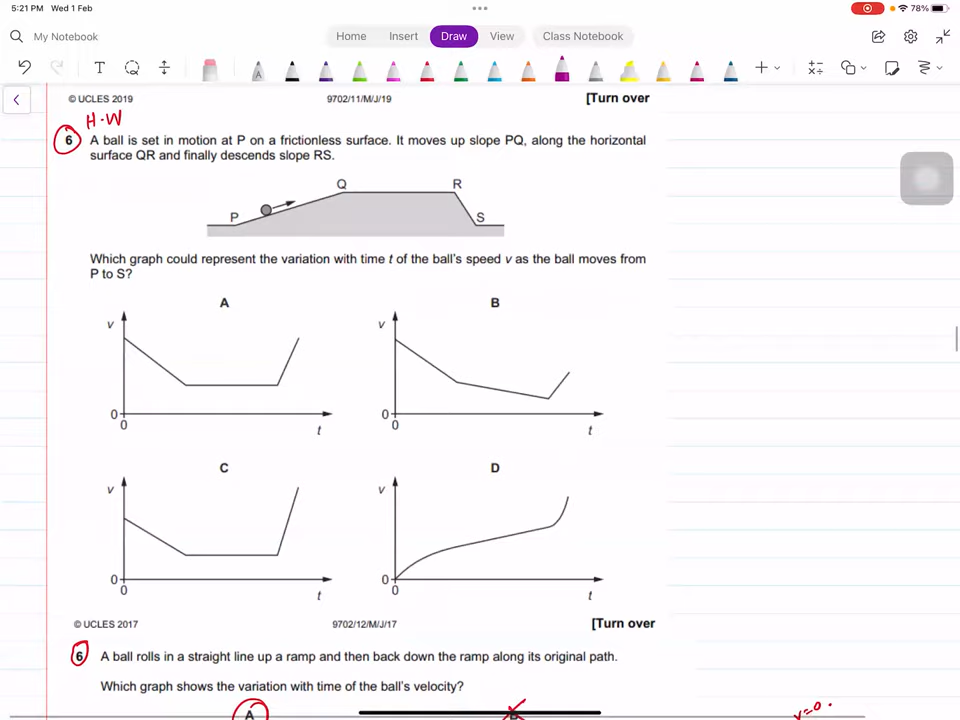 5:21 PM Wed 1 Feb
78%
My Notebook
Home Insert Draw View Class Notebook
© UCLES 2019 9702/11/M/J/19 [Turn over
H.W
6 A ball is set in motion at P on a frictionless surface. It moves up slope PQ, along the horizontal
surface QR and finally descends slope RS.
Q R
P S
Which graph could represent the variation with time t of the ball's speed v as the ball moves from
P to S?
A B
v v
0 0
0 0
t t
C D
v v
0 0
0 0
t t
© UCLES 2017 9702/12/M/J/17 [Turn over
6 A ball rolls in a straight line up a ramp and then back down the ramp along its original path.
Which graph shows the variation with time of the ball's velocity?
A B v=0.